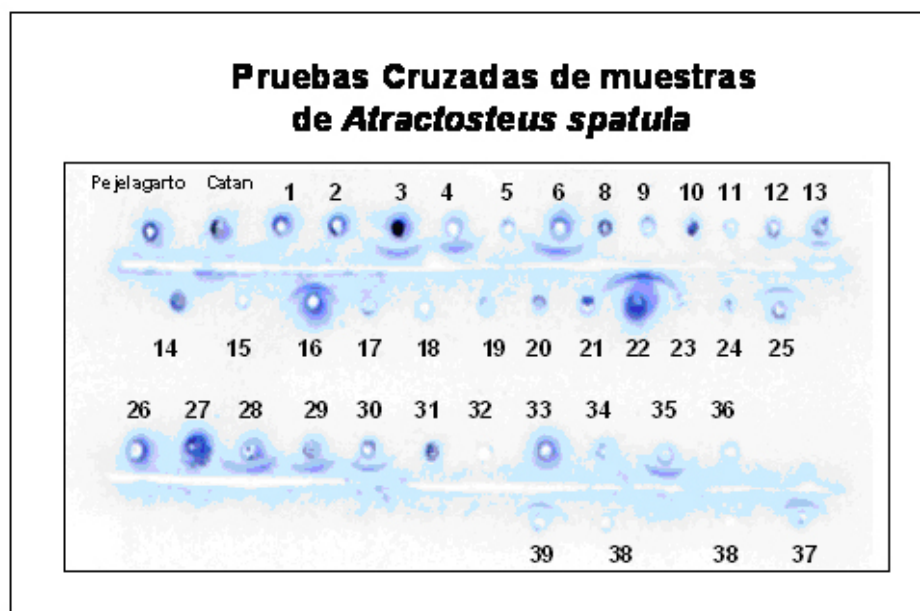 Pruebas Cruzadas de muestras
de Atractosteus spatula
Pejelagarto Catan 1 2 3 4 5 6 8 9 10 11 12 13
14 15 16 17 18 19 20 21 22 23 24 25
26 27 28 29 30 31 32 33 34 35 36
39 38 38 37